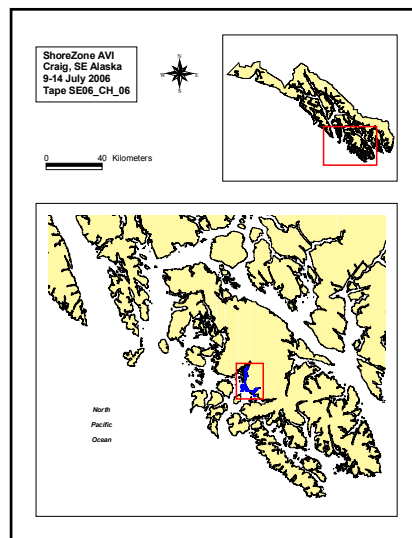 ShoreZone AVI
Craig, SE Alaska
9-14 July 2006
Tape SE06_CH_06
N
W
E
S
0
40 Kilometers
North
Pacific
Ocean